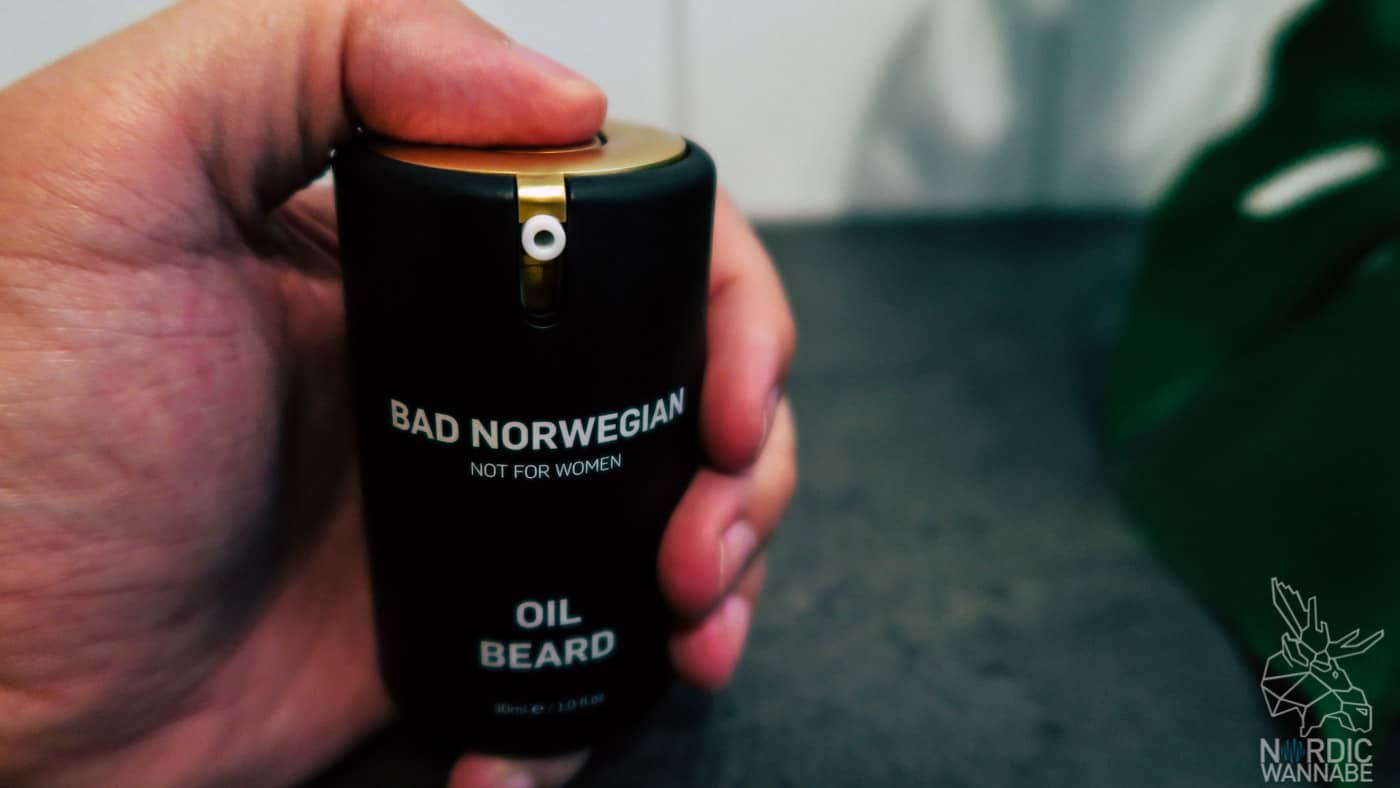 BAD NORWEGIAN
NOT FOR WOMEN
OIL
BEARD
30ml e / 1.0 fl.oz
NORDIC
WANNABE